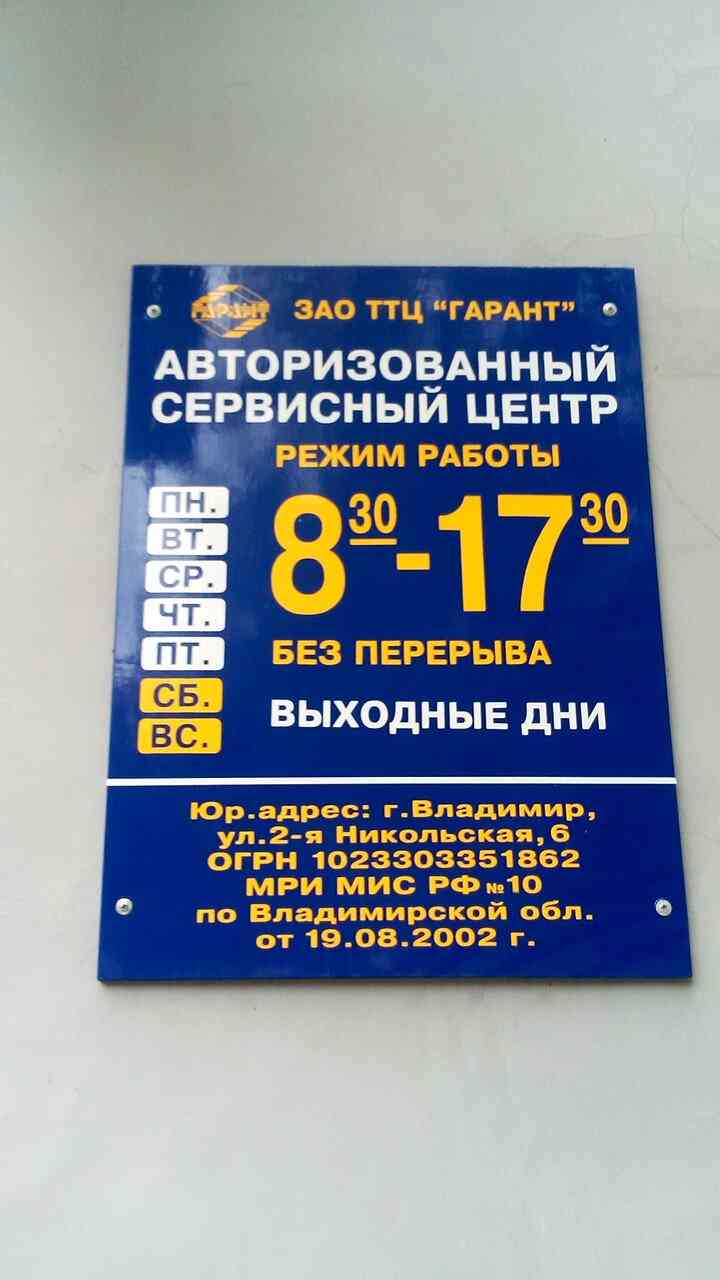 ГАРАНТ ЗАО ТТЦ "ГАРАНТ"
АВТОРИЗОВАННЫЙ
СЕРВИСНЫЙ ЦЕНТР
РЕЖИМ РАБОТЫ
ПН.
ВТ.
СР.
ЧТ.
ПТ.
8 30 - 17 30
БЕЗ ПЕРЕРЫВА
СБ.
ВС.
ВЫХОДНЫЕ ДНИ
Юр.адрес: г.Владимир,
ул.2-я Никольская,6
ОГРН 1023303351862
МРИ МИС РФ №10
по Владимирской обл.
от 19.08.2002 г.